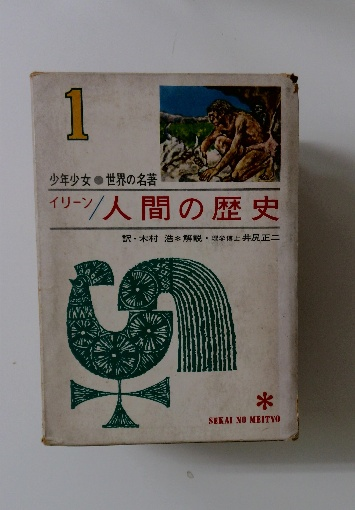 1
少年少女●世界の名著
イリーン/人間の歴史
訳・木村 浩*解説・理学博士 井尻正二
*
SEKAI NO MEITYO